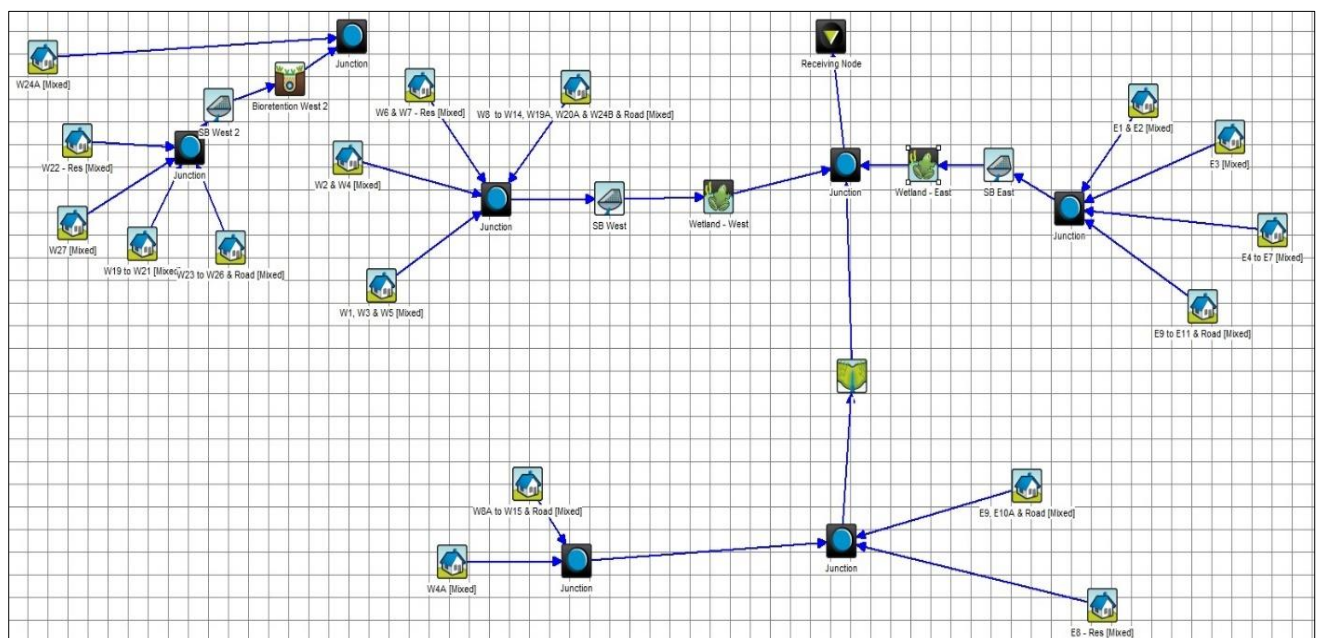 Junction
Receiving Node
W24A [Mixed]
Bioretention West 2
W6 & W7 - Res [Mixed]
W8 to W14, W19A, W20A & W24B & Road [Mixed]
E1 & E2 [Mixed]
SB West 2
W22 - Res [Mixed]
Junction
E3 [Mixed]
W2 & W4 [Mixed]
Junction
Wetland - East
SB East
Junction
SB West
Wetland - West
Junction
W27 [Mixed]
E4 to E7 [Mixed]
W19 to W21 [Mixed]
W23 to W26 & Road [Mixed]
W1, W3 & W5 [Mixed]
E9 to E11 & Road [Mixed]
W8A to W15 & Road [Mixed]
E9, E10A & Road [Mixed]
Junction
W4A [Mixed]
Junction
E8 - Res [Mixed]